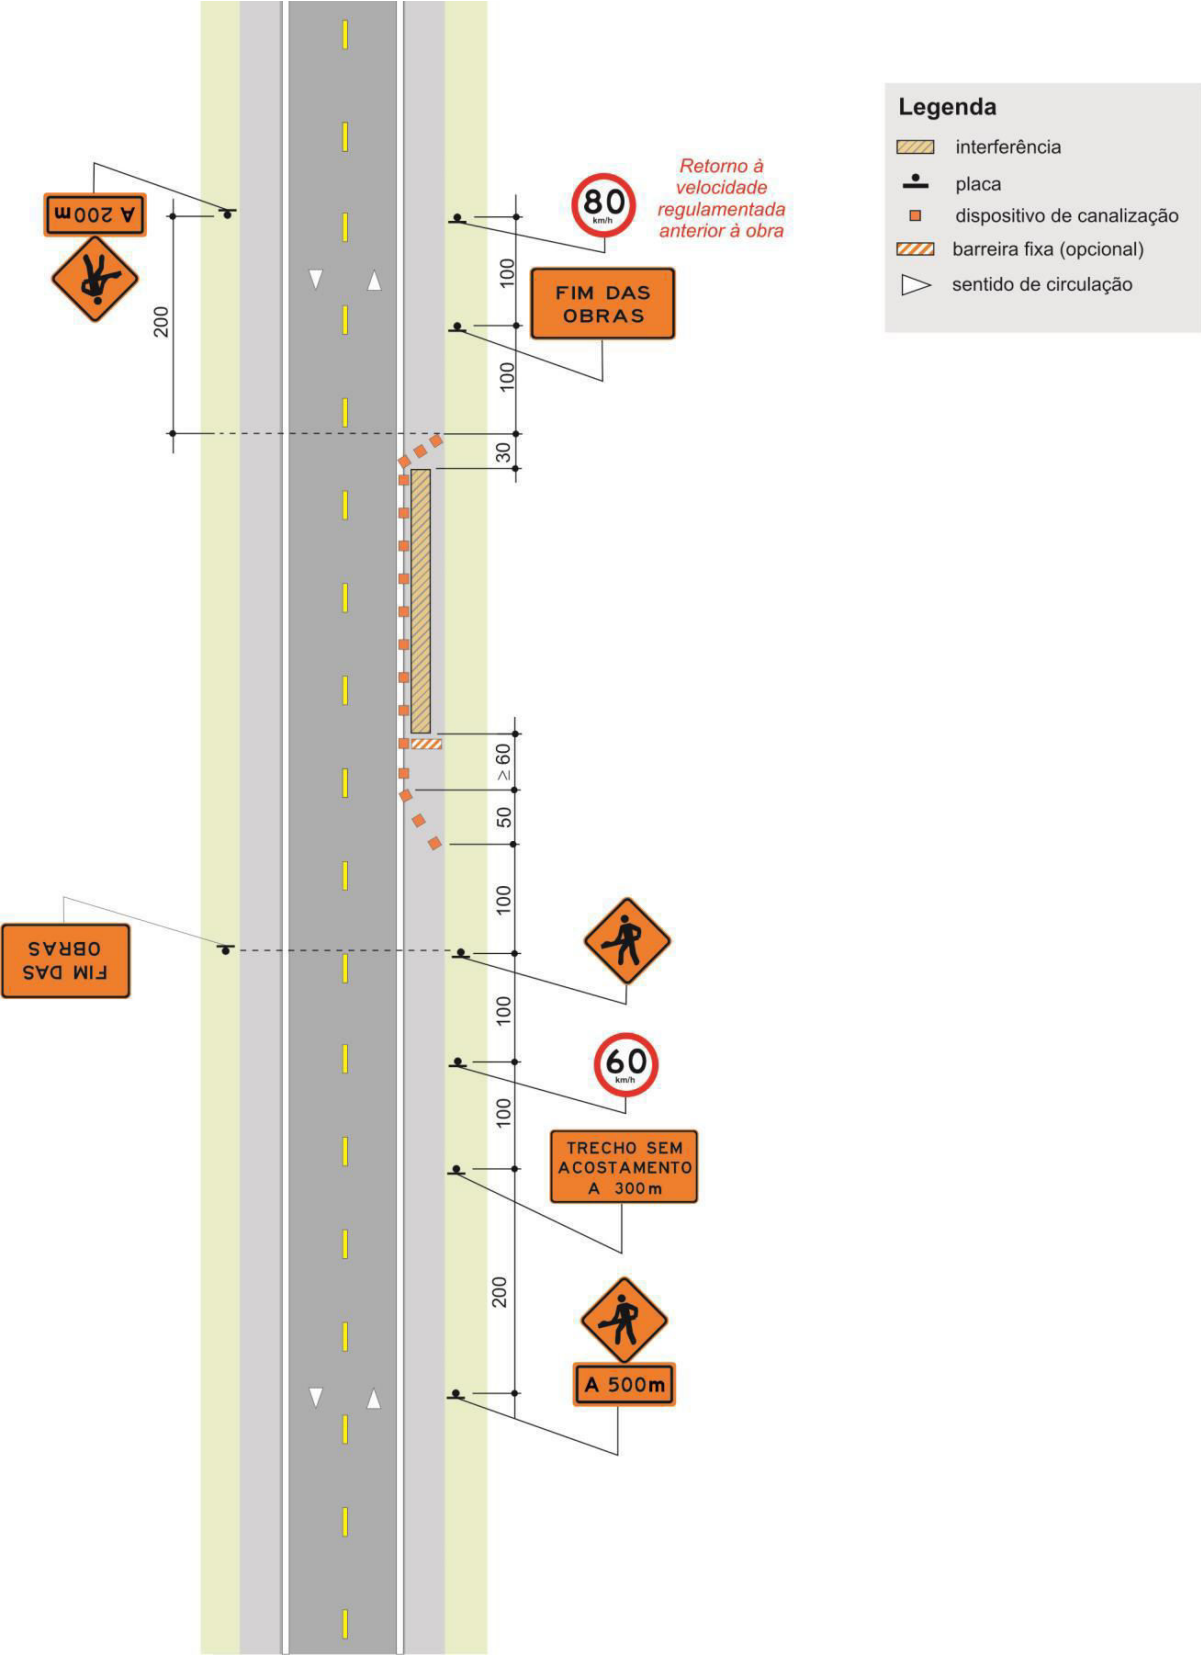 Legenda
interferência
placa
dispositivo de canalização
barreira fixa (opcional)
sentido de circulação
A 200m
200
80
km/h
Retorno à
velocidade
regulamentada
anterior à obra
100
FIM DAS
OBRAS
100
30
≥ 60
50
100
FIM DAS
OBRAS
100
60
km/h
100
TRECHO SEM
ACOSTAMENTO
A 300m
200
A 500m